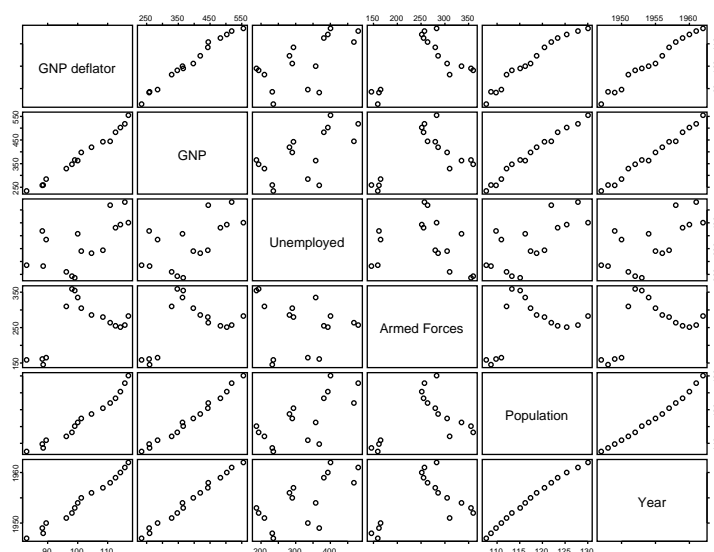 250 350 450 550 150 200 250 300 350 1950 1955 1960
GNP deflator
250 350 450 550
GNP
Unemployed
150 250 350
Armed Forces
Population
1950 1960
Year
90 100 110 200 300 400 110 115 120 125 130